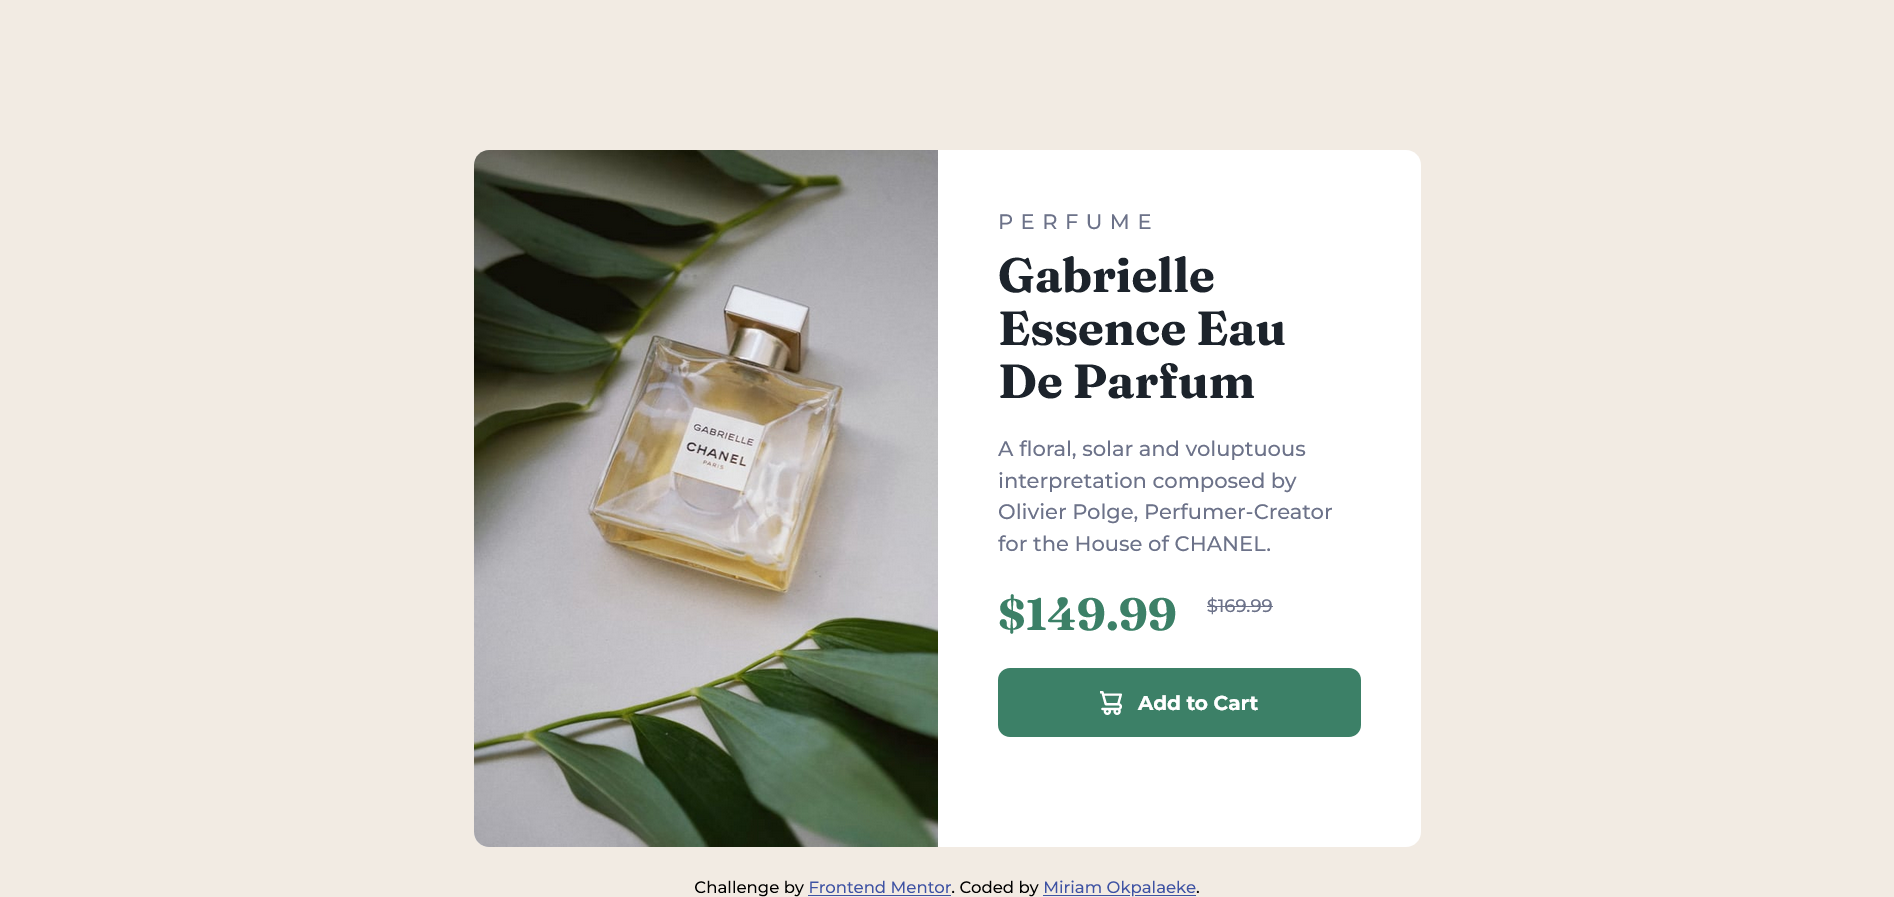 GABRIELLE
CHANEL
PARIS
PERFUME
Gabrielle
Essence Eau
De Parfum
A floral, solar and voluptuous
interpretation composed by
Olivier Polge, Perfumer-Creator
for the House of CHANEL.
$149.99 $169.99
Add to Cart
Challenge by Frontend Mentor. Coded by Miriam Okpalaeke.